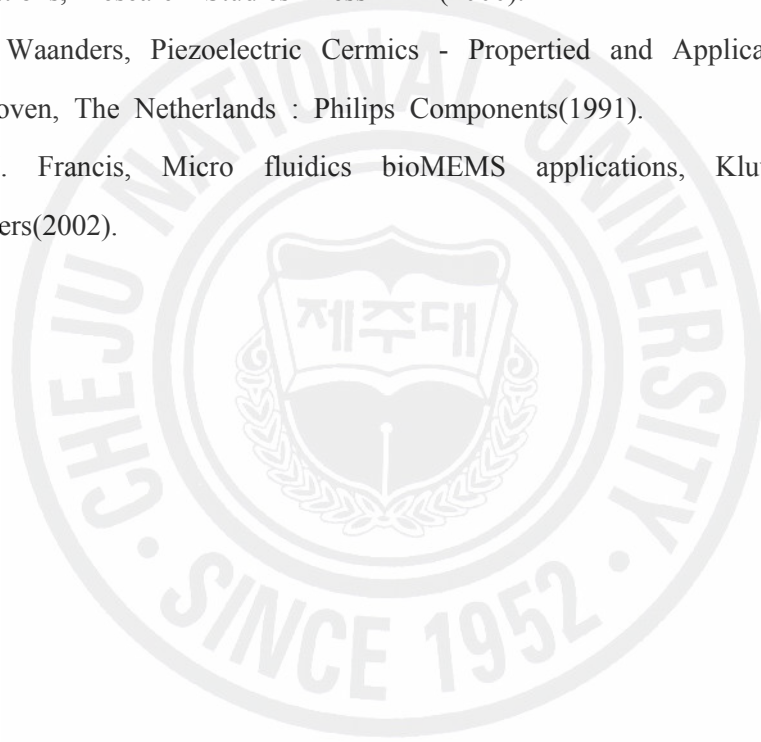 Waanders, Piezoelectric Cermics - Propertied and Applica
oven, The Netherlands : Philips Components(1991).
. Francis, Micro fluidics bioMEMS applications, Klu
ers(2002).
CHEJU NATIONAL UNIVERSITY
제주대
SINCE 1952